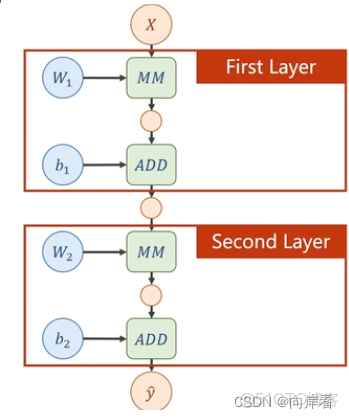 X
First Layer
W₁ MM
b₁ ADD
Second Layer
W₂ MM
b₂ ADD
ŷ
CSDN @向岸看